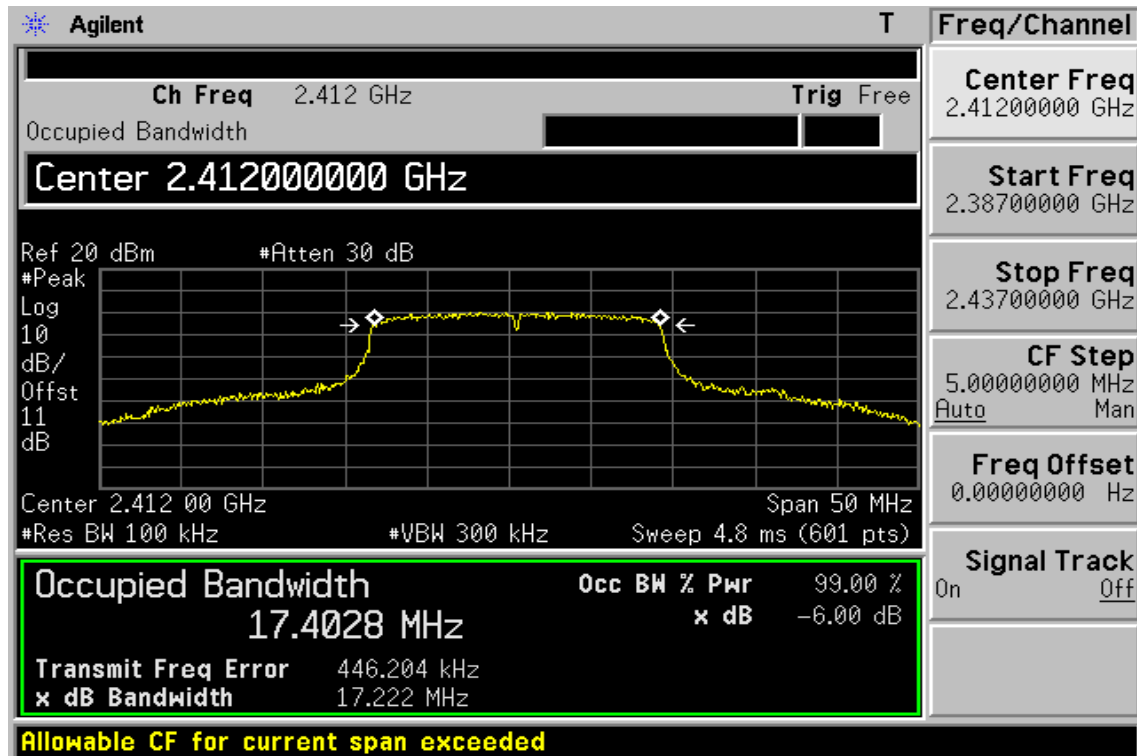 Agilent T
Ch Freq 2.412 GHz Trig Free
Occupied Bandwidth
Center 2.412000000 GHz
Ref 20 dBm #Atten 30 dB
#Peak
Log
10
dB/
Offst
11
dB
Center 2.412 00 GHz Span 50 MHz
#Res BW 100 kHz #VBW 300 kHz Sweep 4.8 ms (601 pts)
Occupied Bandwidth Occ BW % Pwr 99.00 %
17.4028 MHz x dB -6.00 dB
Transmit Freq Error 446.204 kHz
x dB Bandwidth 17.222 MHz
Allowable CF for current span exceeded
Freq/Channel
Center Freq
2.41200000 GHz
Start Freq
2.38700000 GHz
Stop Freq
2.43700000 GHz
CF Step
5.00000000 MHz
Auto Man
Freq Offset
0.00000000 Hz
Signal Track
On Off